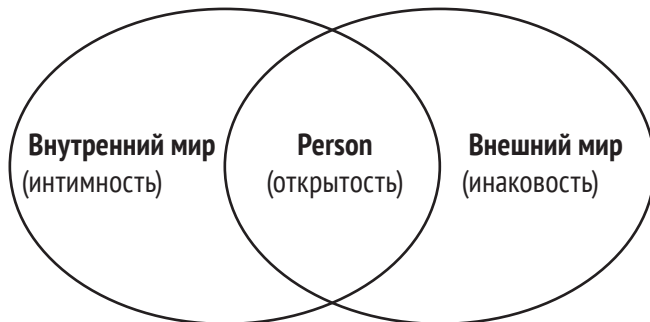 Внутренний мир
(интимность)
Person
(открытость)
Внешний мир
(инаковость)